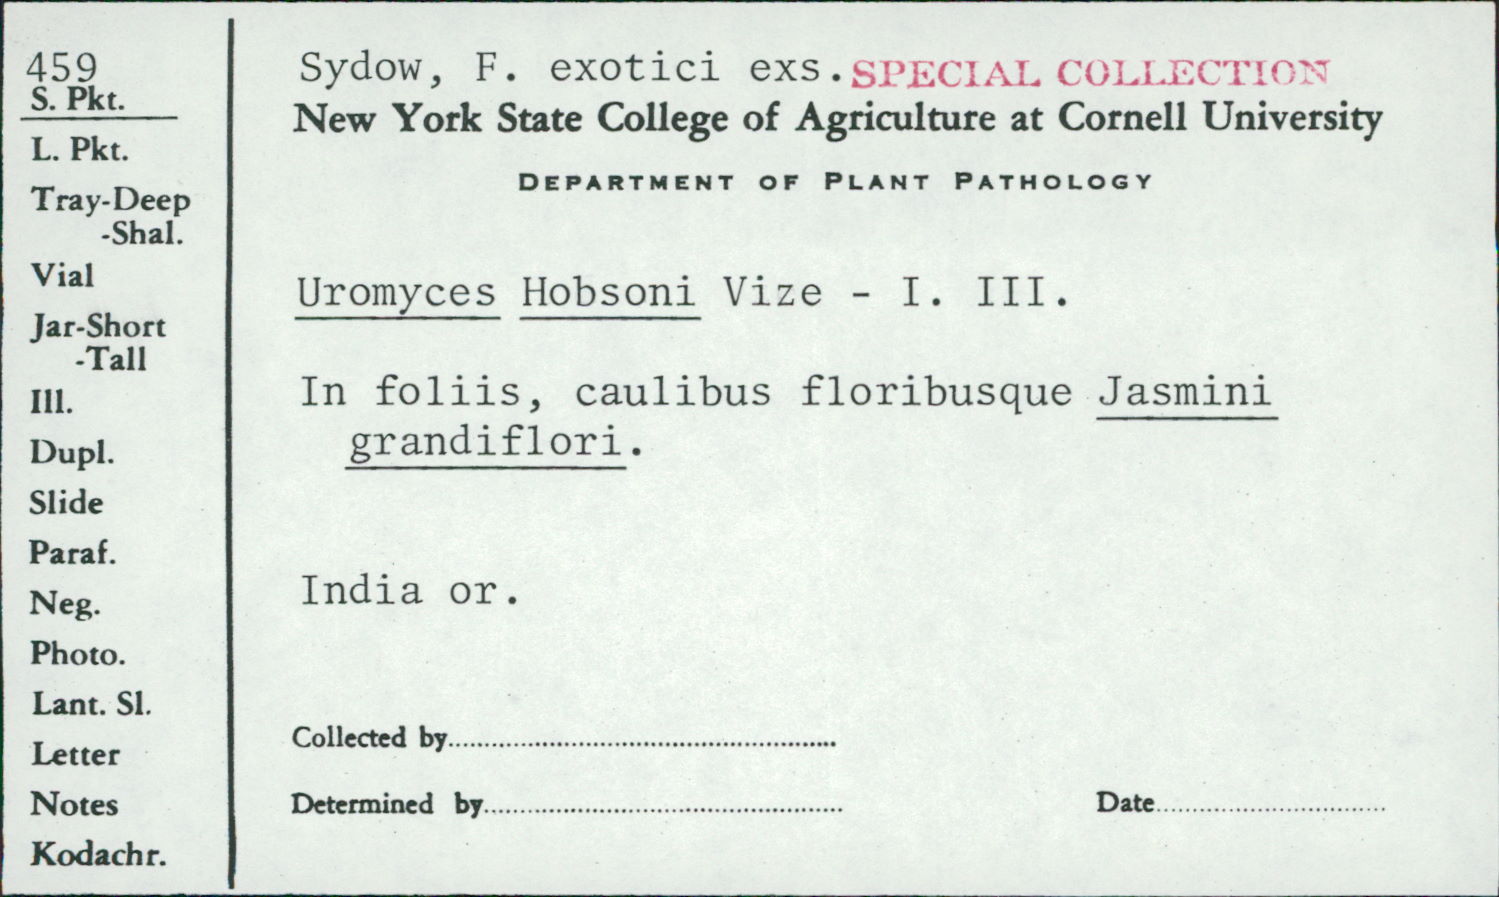 459
S. Pkt.
L. Pkt.
Tray-Deep
-Shal.
Vial
Jar-Short
-Tall
Ill.
Dupl.
Slide
Paraf.
Neg.
Photo.
Lant. Sl.
Letter
Notes
Kodachr.
Sydow, F. exotici exs. SPECIAL COLLECTION
New York State College of Agriculture at Cornell University
DEPARTMENT OF PLANT PATHOLOGY
Uromyces Hobsoni Vize - I. III.
In foliis, caulibus floribusque Jasmini
grandiflori.
India or.
Collected by
Determined by Date